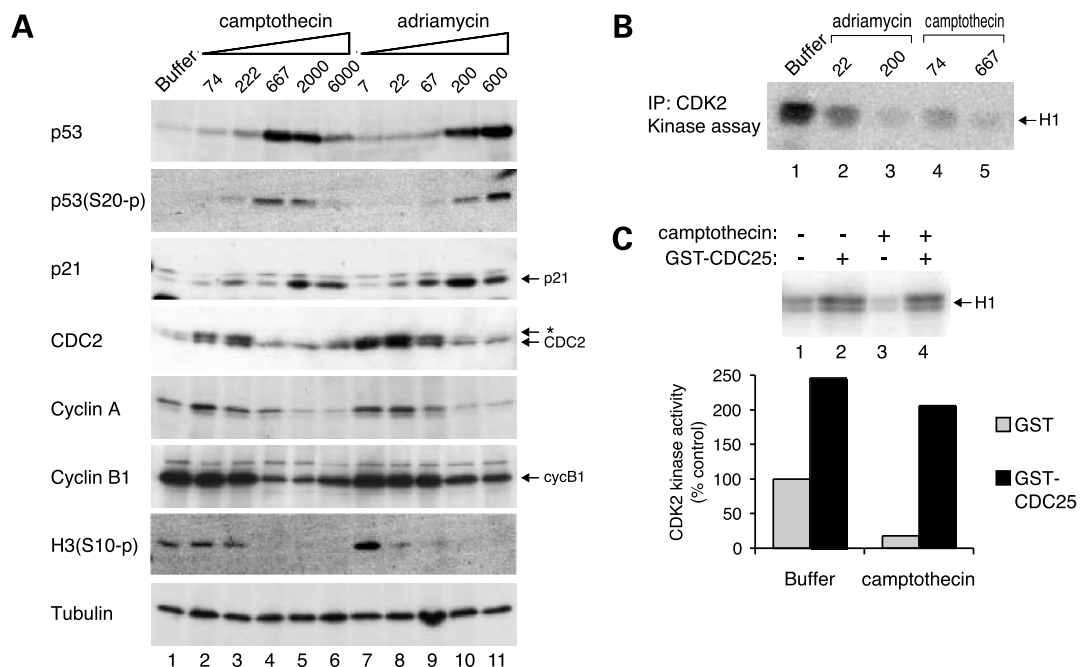 A
camptothecin
adriamycin
Buffer 74 222 667 2000 6000 7 22 67 200 600
p53
p53(S20-p)
p21
p21
CDC2
*
CDC2
Cyclin A
Cyclin B1
cycB1
H3(S10-p)
Tubulin
1 2 3 4 5 6 7 8 9 10 11
B
adriamycin camptothecin
Buffer 22 200 74 667
IP: CDK2
Kinase assay
H1
1 2 3 4 5
C
camptothecin: - - + +
GST-CDC25: - + - +
H1
1 2 3 4
CDK2 kinase activity
(% control)
250
200
150
100
50
0
Buffer camptothecin
GST
GST-
CDC25